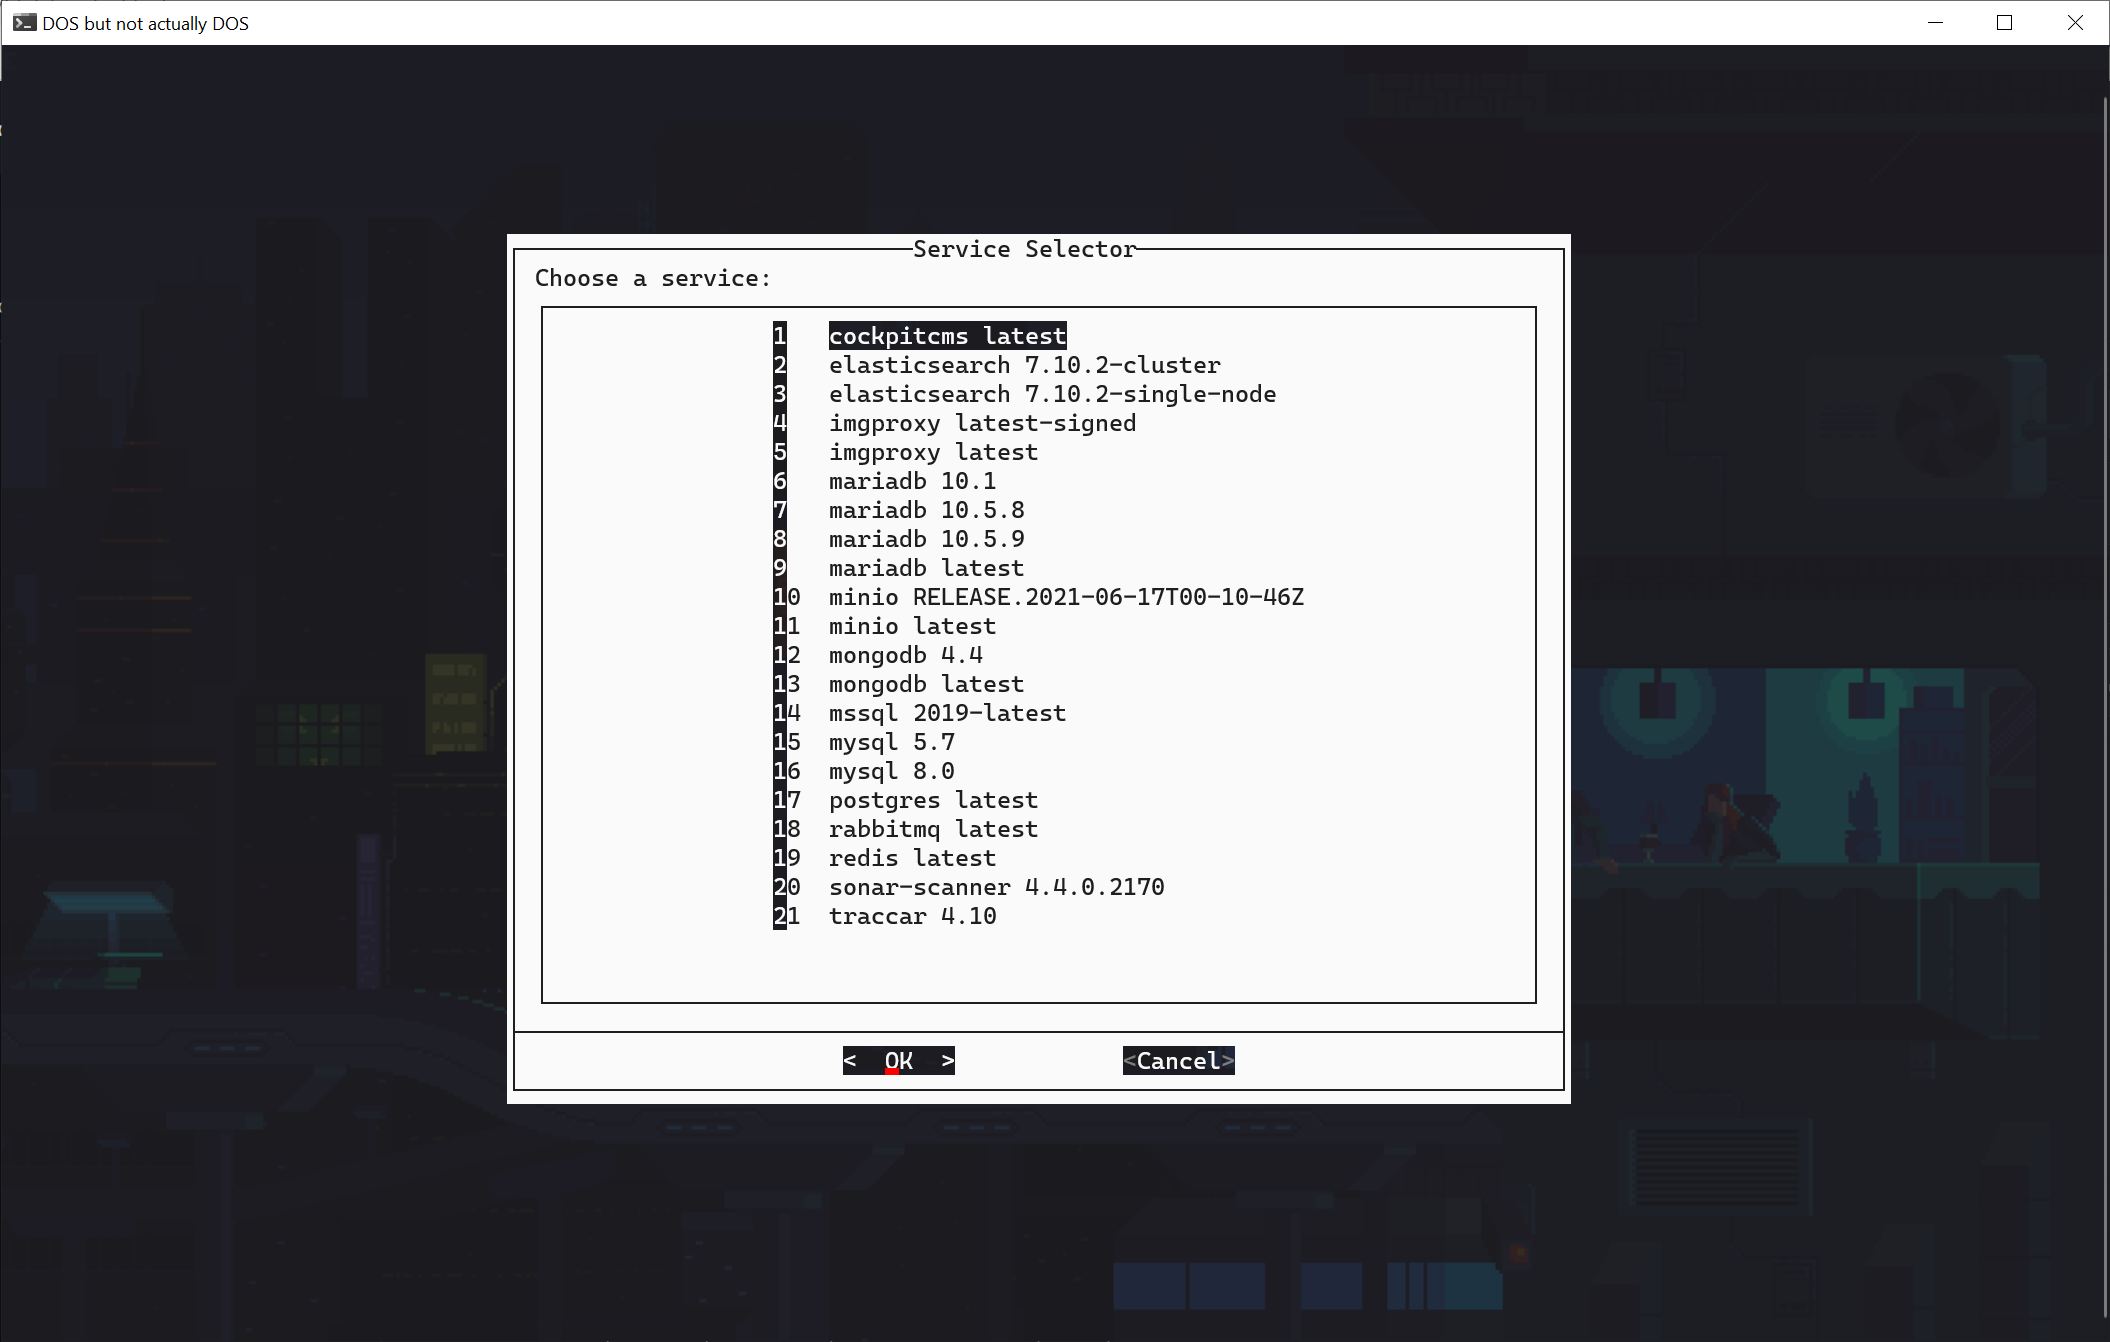 DOS but not actually DOS
Service Selector
Choose a service:
1 cockpitcms latest
2 elasticsearch 7.10.2-cluster
3 elasticsearch 7.10.2-single-node
4 imgproxy latest-signed
5 imgproxy latest
6 mariadb 10.1
7 mariadb 10.5.8
8 mariadb 10.5.9
9 mariadb latest
10 minio RELEASE.2021-06-17T00-10-46Z
11 minio latest
12 mongodb 4.4
13 mongodb latest
14 mssql 2019-latest
15 mysql 5.7
16 mysql 8.0
17 postgres latest
18 rabbitmq latest
19 redis latest
20 sonar-scanner 4.4.0.2170
21 traccar 4.10
< OK > <Cancel>